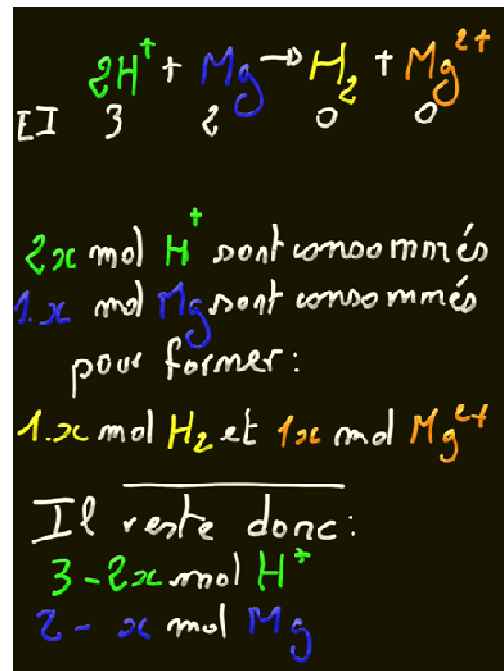 2H⁺ + Mg → H₂ + Mg²⁺
EI 3 2 0 0
2x mol H⁺ sont consommés
1.x mol Mg sont consommés
pour former :
1.x mol H₂ et 1x mol Mg²⁺
Il reste donc :
3 - 2x mol H⁺
2 - x mol Mg